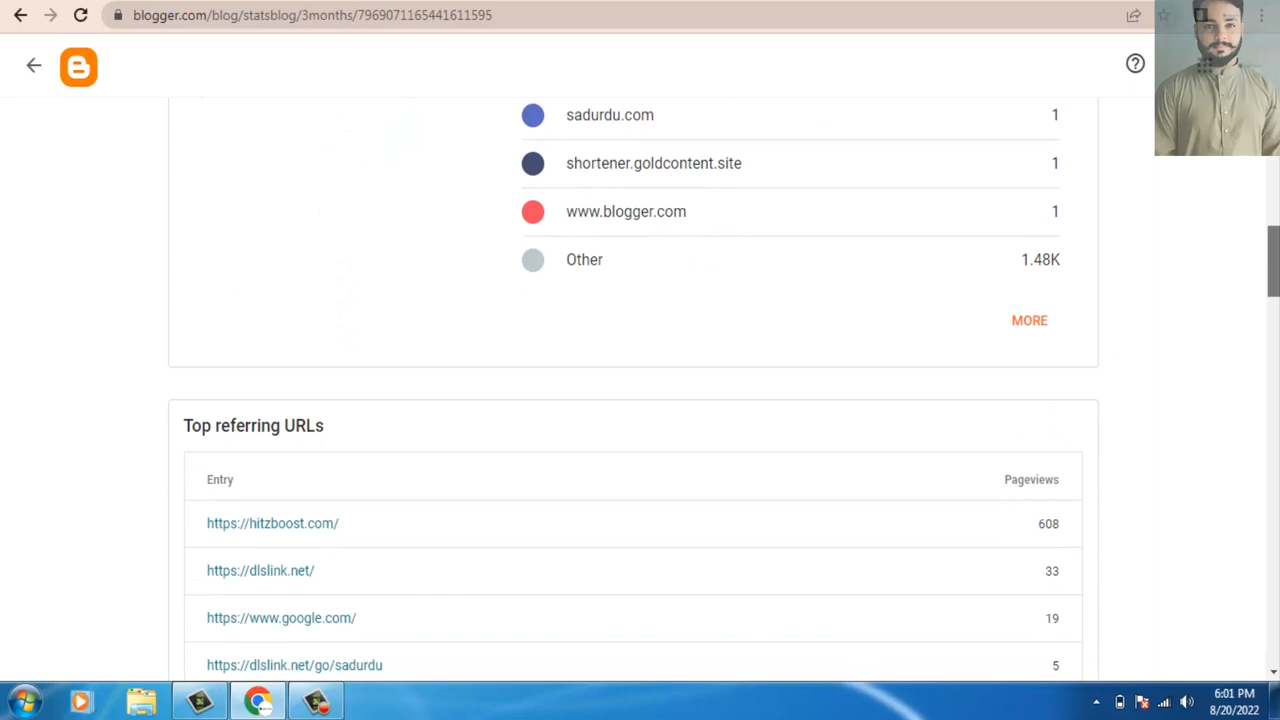 blogger.com/blog/statsblog/3months/7969071165441611595
sadurdu.com 1
shortener.goldcontent.site 1
www.blogger.com 1
Other 1.48K
MORE
Top referring URLs
Entry Pageviews
https://hitzboost.com/ 608
https://dlslink.net/ 33
https://www.google.com/ 19
https://dlslink.net/go/sadurdu 5
6:01 PM
8/20/2022